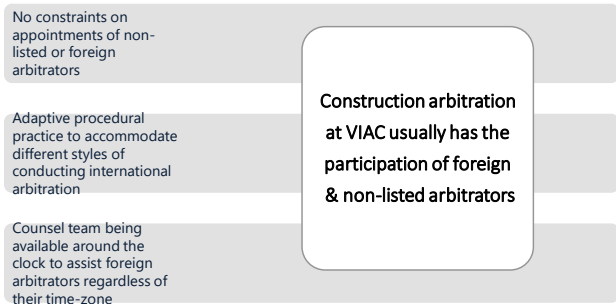 No constraints on
appointments of non-
listed or foreign
arbitrators
Adaptive procedural
practice to accommodate
different styles of
conducting international
arbitration
Counsel team being
available around the
clock to assist foreign
arbitrators regardless of
their time-zone
Construction arbitration
at VIAC usually has the
participation of foreign
& non-listed arbitrators